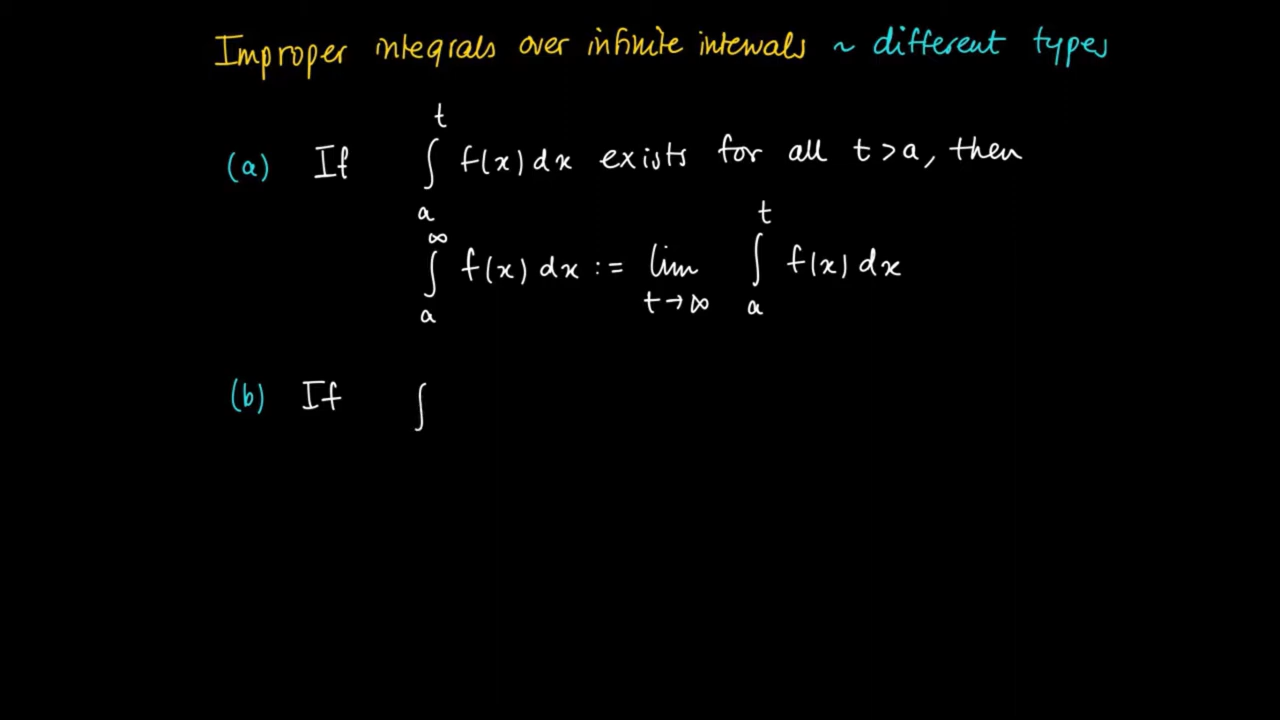 Improper integrals over infinite intervals ~ different types
(a) If ∫_a^t f(x) dx exists for all t > a, then
∫_a^∞ f(x) dx := lim_{t→∞} ∫_a^t f(x) dx
(b) If ∫